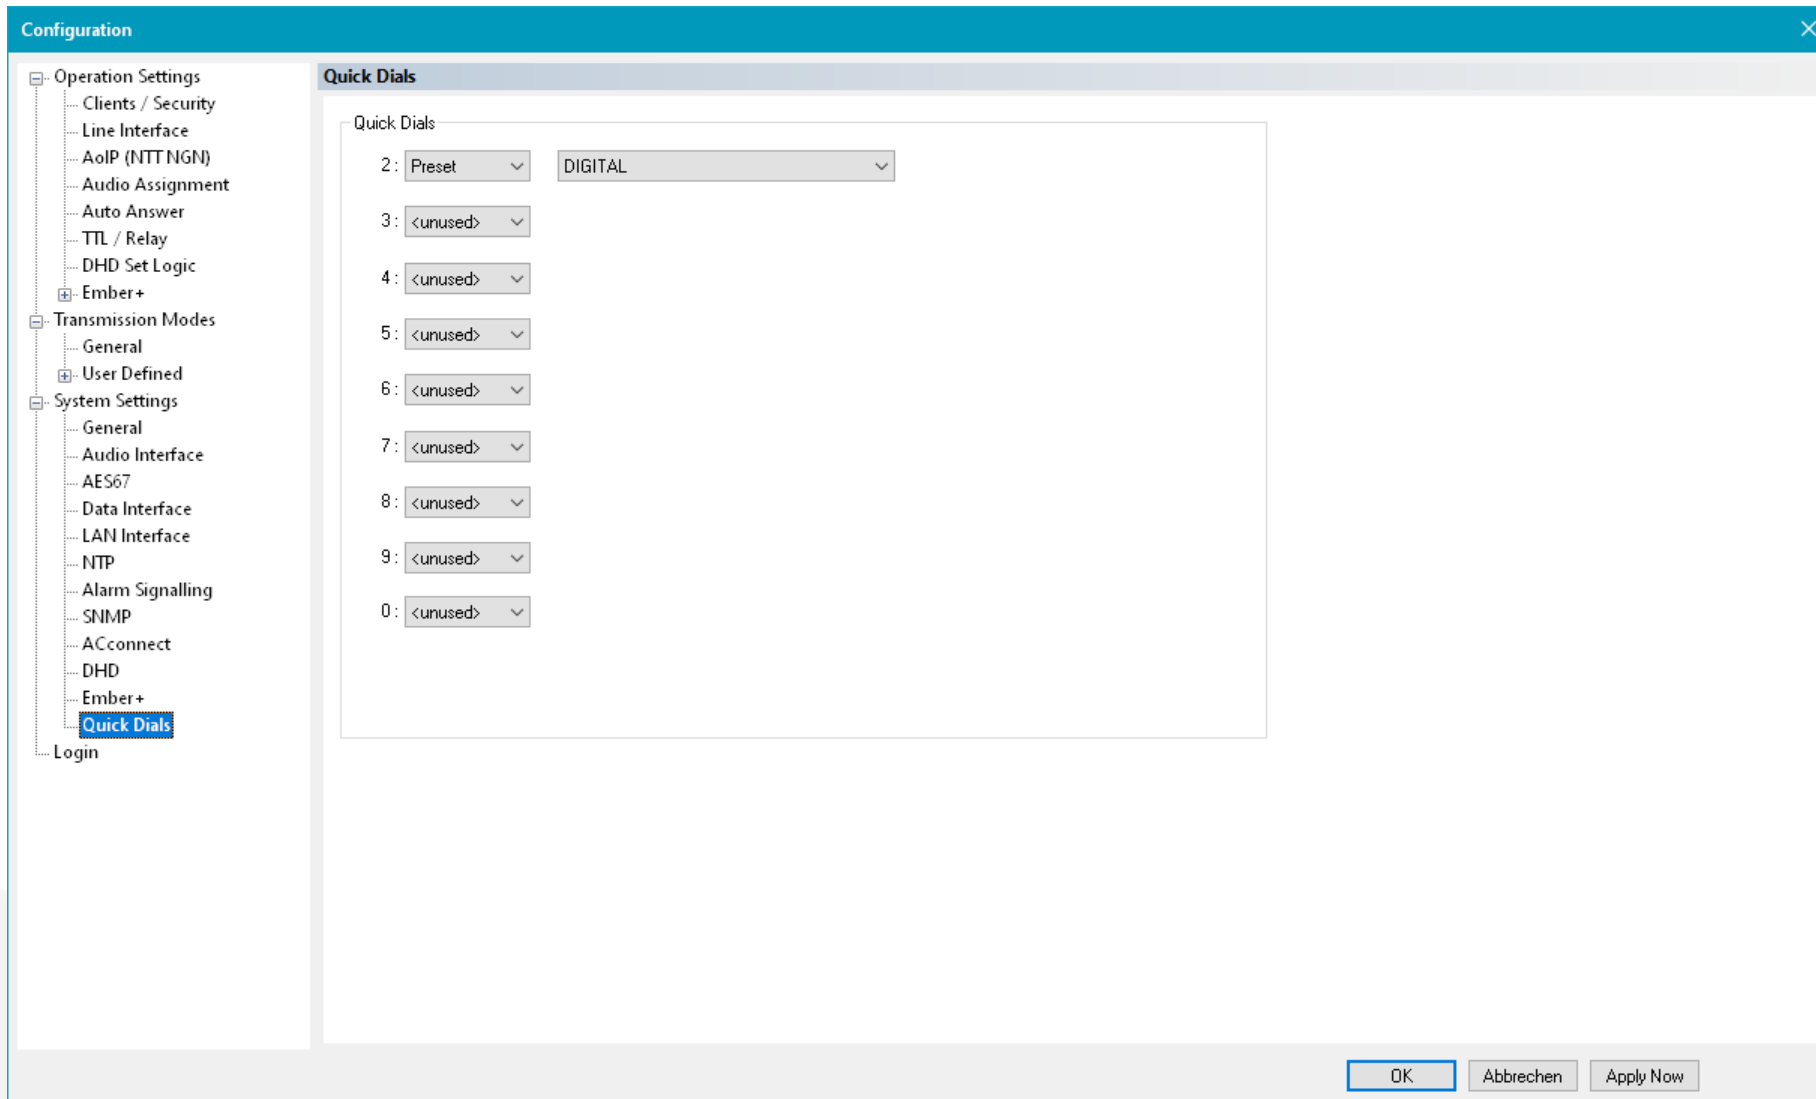 Configuration
Operation Settings
Clients / Security
Line Interface
AoIP (NTT NGN)
Audio Assignment
Auto Answer
TTL / Relay
DHD Set Logic
Ember+
Transmission Modes
General
User Defined
System Settings
General
Audio Interface
AES67
Data Interface
LAN Interface
NTP
Alarm Signalling
SNMP
ACconnect
DHD
Ember+
Quick Dials
Login
Quick Dials
Quick Dials
2: Preset DIGITAL
3: <unused>
4: <unused>
5: <unused>
6: <unused>
7: <unused>
8: <unused>
9: <unused>
0: <unused>
OK Abbrechen Apply Now